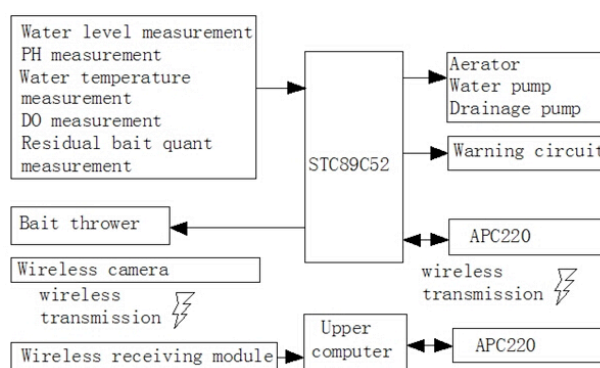 Water level measurement
PH measurement
Water temperature
measurement
DO measurement
Residual bait quant
measurement
STC89C52
Aerator
Water pump
Drainage pump
Warning circuit
Bait thrower
APC220
Wireless camera
wireless
transmission
wireless
transmission
Wireless receiving module
Upper
computer
APC220